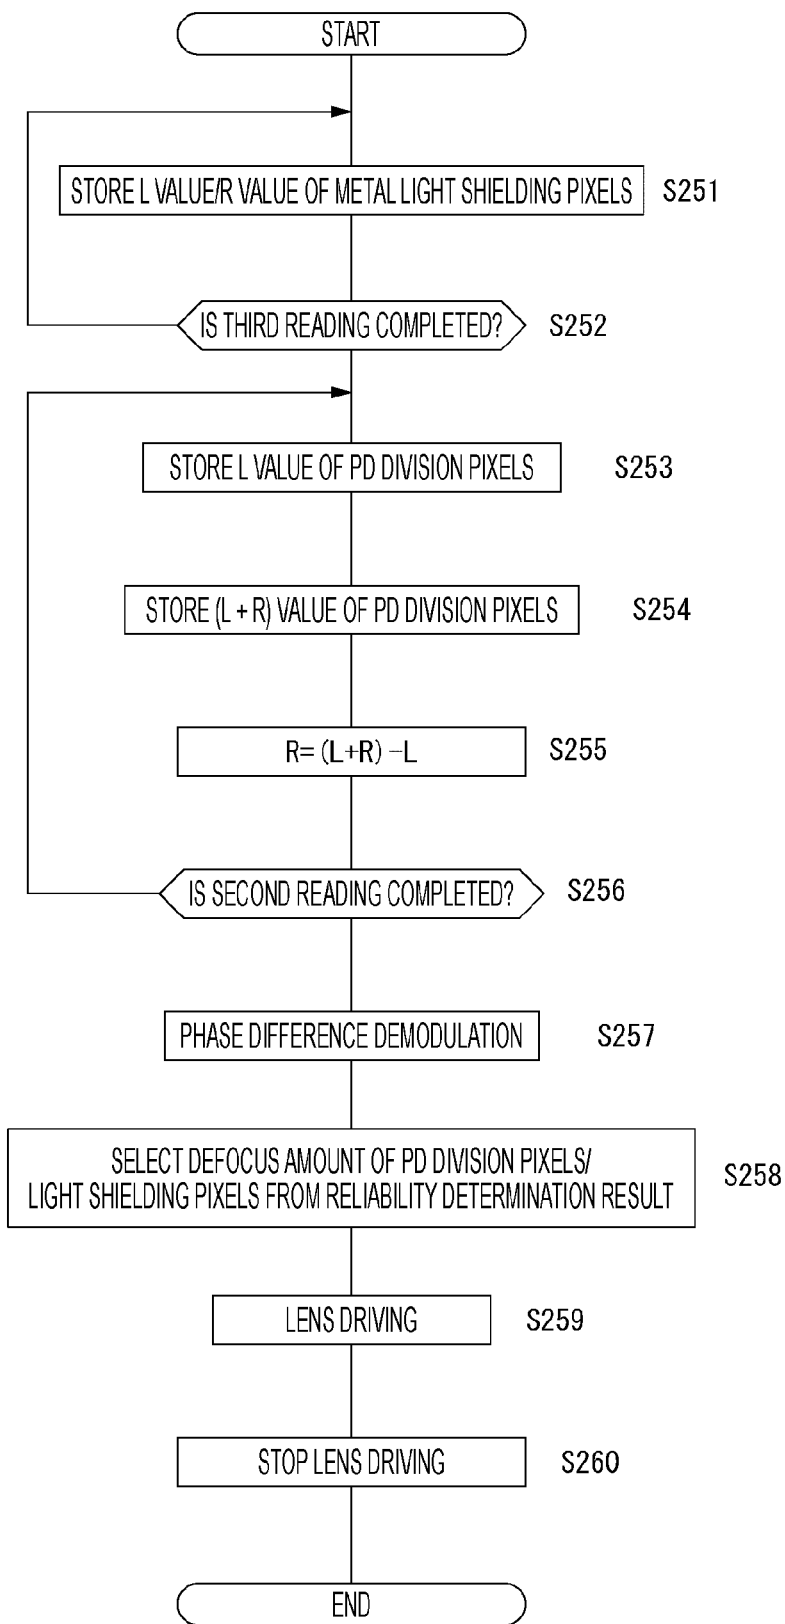 START
STORE L VALUE/R VALUE OF METAL LIGHT SHIELDING PIXELS S251
IS THIRD READING COMPLETED? S252
STORE L VALUE OF PD DIVISION PIXELS S253
STORE (L + R) VALUE OF PD DIVISION PIXELS S254
R= (L+R) –L S255
IS SECOND READING COMPLETED? S256
PHASE DIFFERENCE DEMODULATION S257
SELECT DEFOCUS AMOUNT OF PD DIVISION PIXELS/
LIGHT SHIELDING PIXELS FROM RELIABILITY DETERMINATION RESULT S258
LENS DRIVING S259
STOP LENS DRIVING S260
END